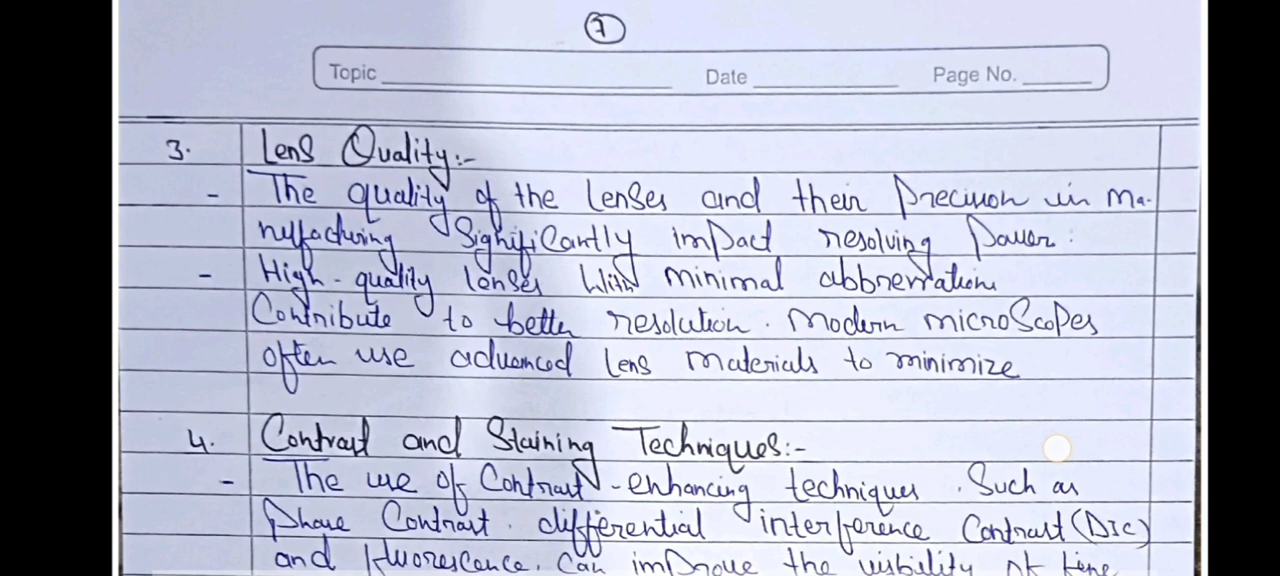 7
Topic Date Page No.
3. Lens Quality:-
- The quality of the lenses and their Precision in Ma-
nufacturing Significantly impact resolving Power.
- High-quality lenses With minimal abbreration
Contribute to better resolution. Modern microScopes
often use advanced lens materials to minimize
4. Contrast and Staining Techniques:-
- The use of Contrast-enhancing techniques. Such as
Phase Contrast. differential interference Contrast (DIC)
and fluorescence. Can improve the visibility of fine